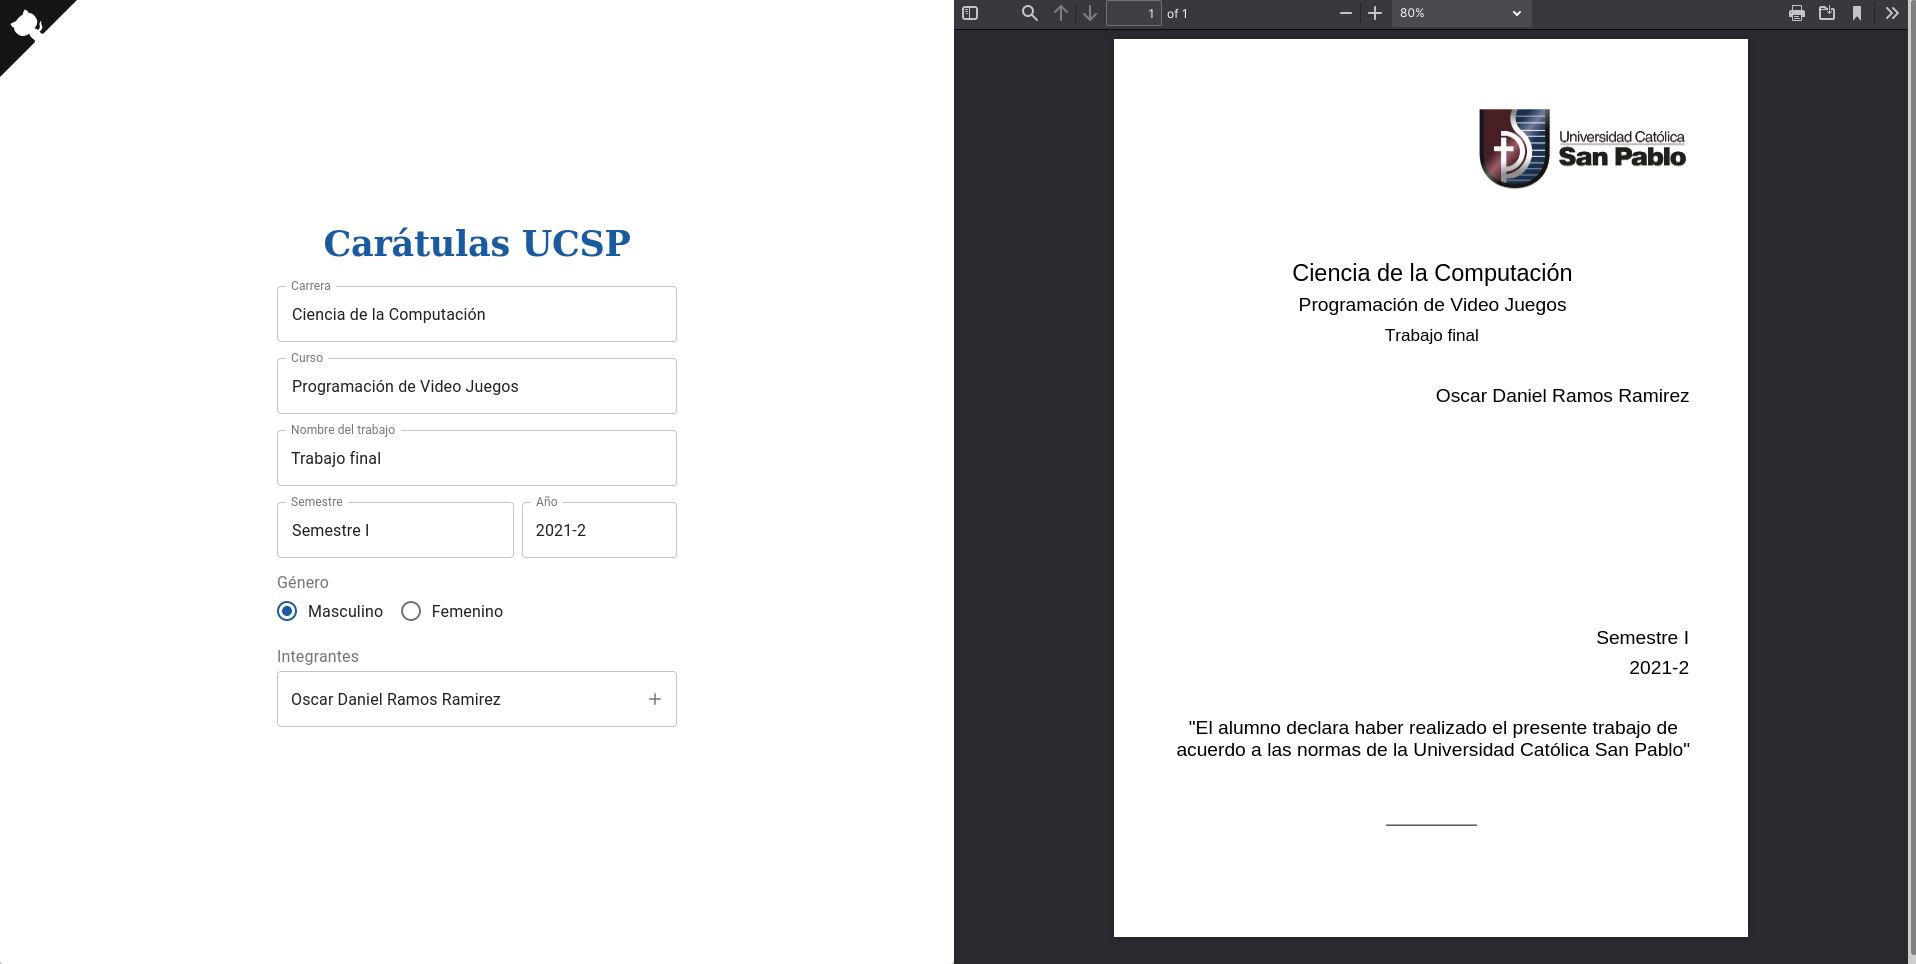 Carátulas UCSP
Carrera
Ciencia de la Computación
Curso
Programación de Video Juegos
Nombre del trabajo
Trabajo final
Semestre
Semestre I
Año
2021-2
Género
Masculino
Femenino
Integrantes
Oscar Daniel Ramos Ramirez
1 of 1
80%
Universidad Católica
San Pablo
Ciencia de la Computación
Programación de Video Juegos
Trabajo final
Oscar Daniel Ramos Ramirez
Semestre I
2021-2
"El alumno declara haber realizado el presente trabajo de
acuerdo a las normas de la Universidad Católica San Pablo"